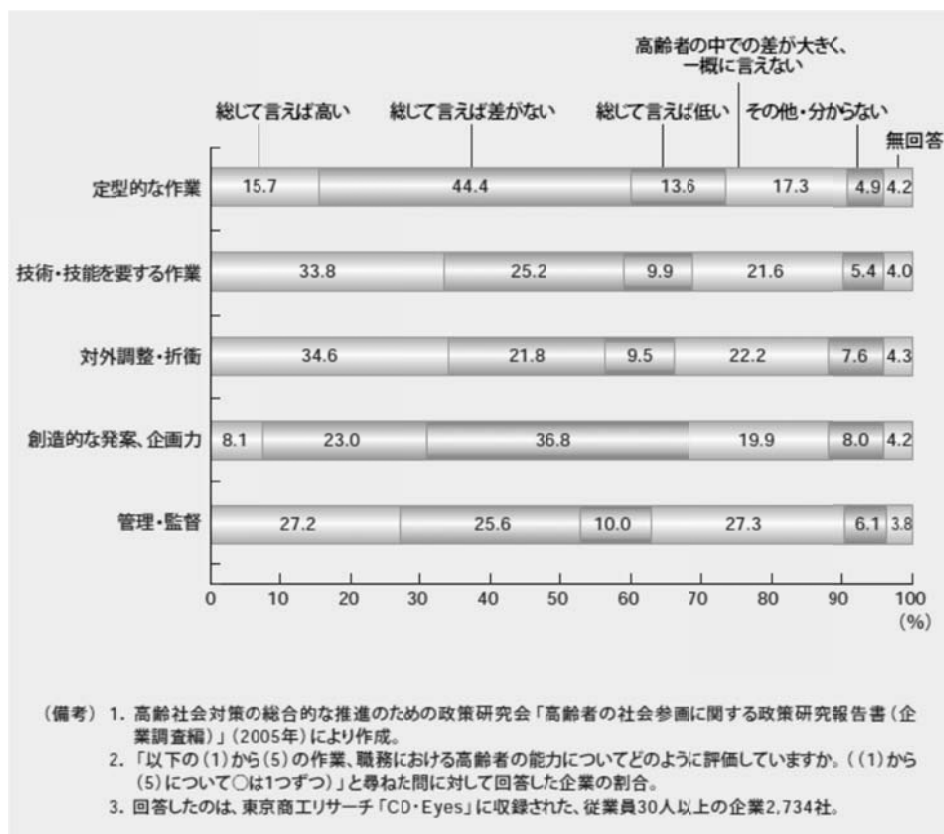 高齢者の中での差が大きく、
一概に言えない
総じて言えば高い 総じて言えば差がない 総じて言えば低い その他・分からない
無回答
定型的な作業 15.7 44.4 13.6 17.3 4.9 4.2
技術・技能を要する作業 33.8 25.2 9.9 21.6 5.4 4.0
対外調整・折衝 34.6 21.8 9.5 22.2 7.6 4.3
創造的な発案、企画力 8.1 23.0 36.8 19.9 8.0 4.2
管理・監督 27.2 25.6 10.0 27.3 6.1 3.8
0 10 20 30 40 50 60 70 80 90 100
(%)
(備考) 1. 高齢社会対策の総合的な推進のための政策研究会「高齢者の社会参画に関する政策研究報告書(企
業調査編)」(2005年)により作成。
2. 「以下の(1)から(5)の作業、職務における高齢者の能力についてどのように評価していますか。((1)から
(5)について○は1つずつ)」と尋ねた問に対して回答した企業の割合。
3. 回答したのは、東京商工リサーチ「CD・Eyes」に収録された、従業員30人以上の企業2,734社。